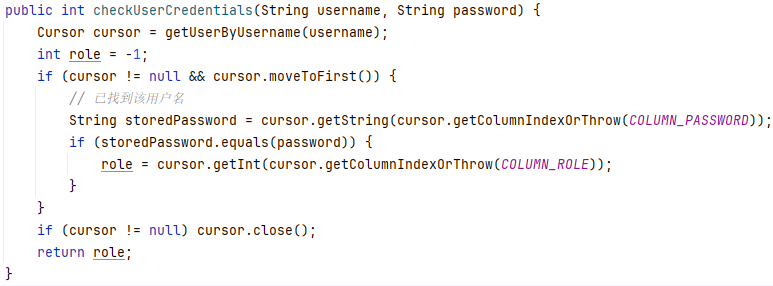 public int checkUserCredentials(String username, String password) {
    Cursor cursor = getUserByUsername(username);
    int role = -1;
    if (cursor != null && cursor.moveToFirst()) {
        // 已找到该用户名
        String storedPassword = cursor.getString(cursor.getColumnIndexOrThrow(COLUMN_PASSWORD));
        if (storedPassword.equals(password)) {
            role = cursor.getInt(cursor.getColumnIndexOrThrow(COLUMN_ROLE));
        }
    }
    if (cursor != null) cursor.close();
    return role;
}